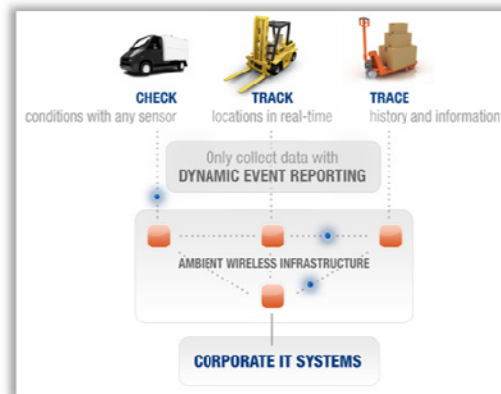 CHECK
conditions with any sensor
TRACK
locations in real-time
TRACE
history and information
Only collect data with
DYNAMIC EVENT REPORTING
AMBIENT WIRELESS INFRASTRUCTURE
CORPORATE IT SYSTEMS